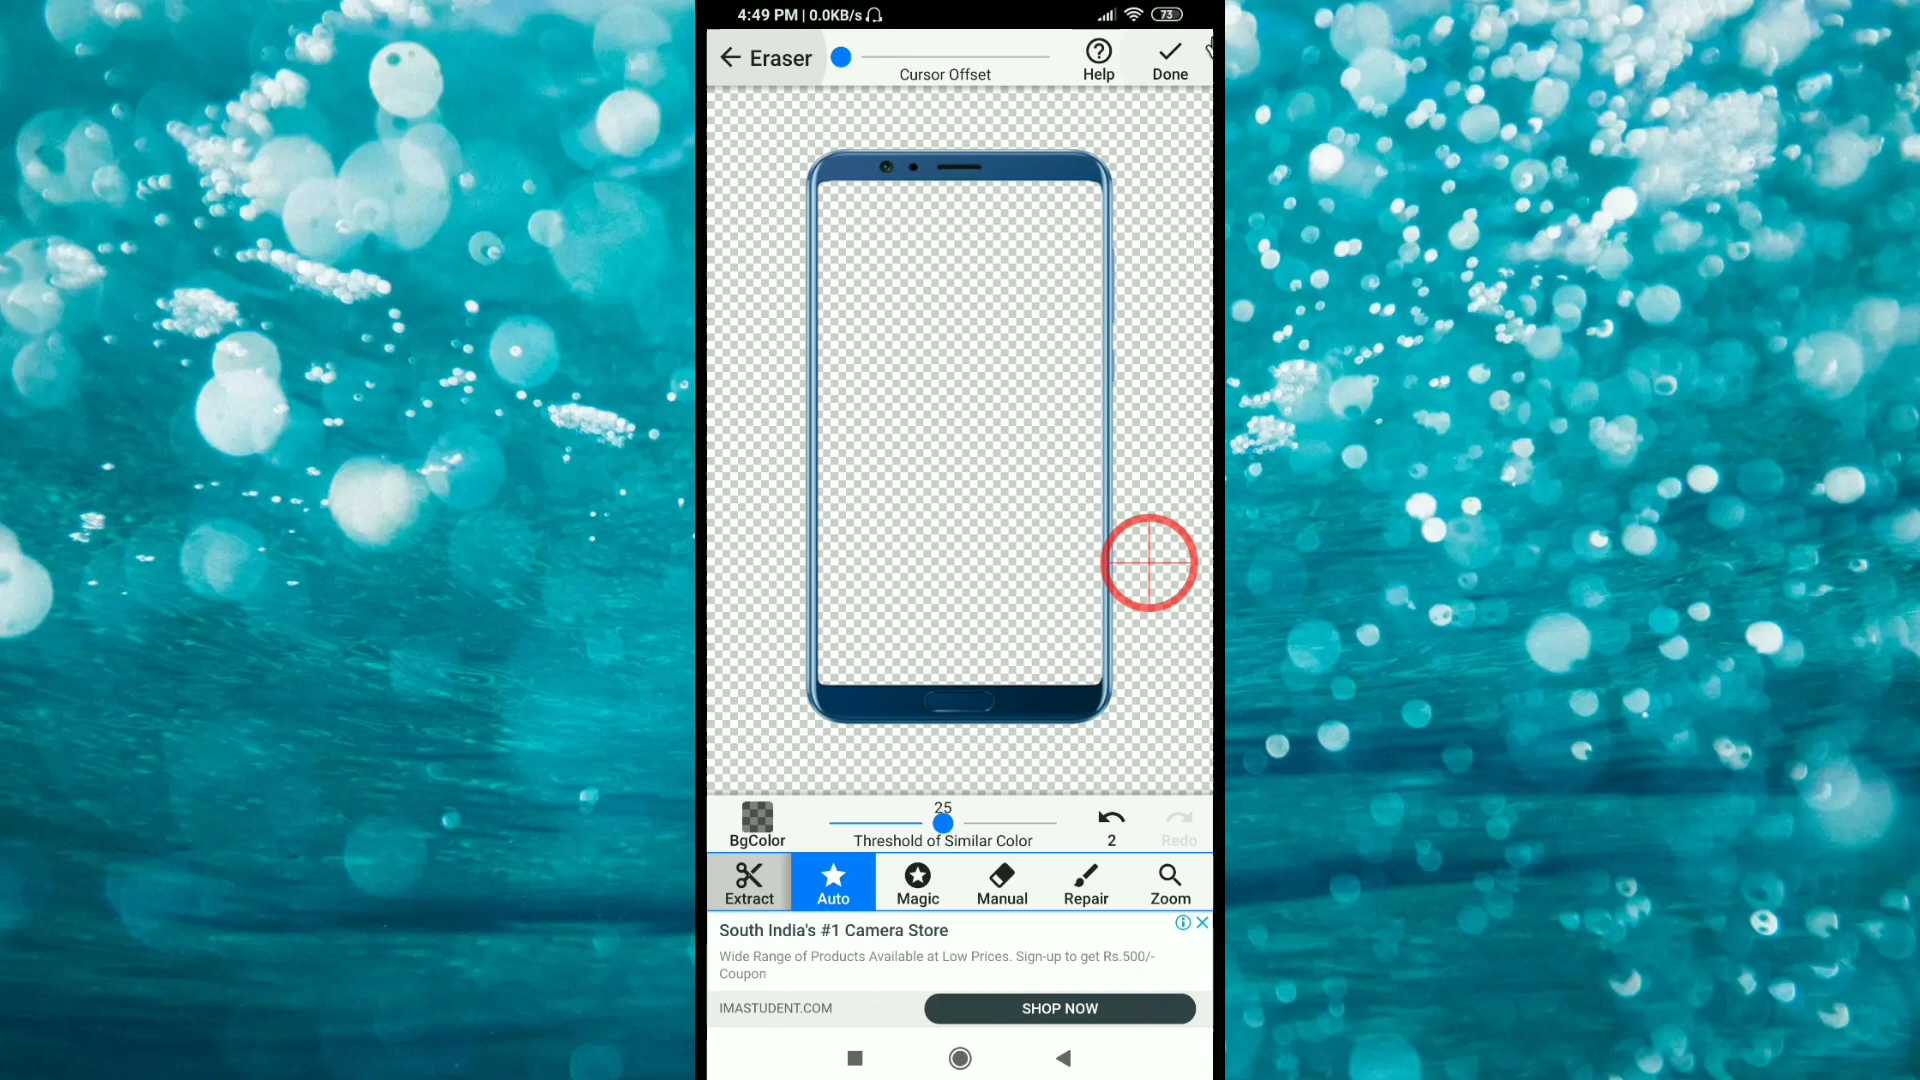 4:49 PM | 0.0KB/s
73
Eraser
Cursor Offset
Help
Done
25
BgColor
Threshold of Similar Color
2
Redo
Extract
Auto
Magic
Manual
Repair
Zoom
South India's #1 Camera Store
Wide Range of Products Available at Low Prices. Sign-up to get Rs.500/-
Coupon
IMASTUDENT.COM
SHOP NOW